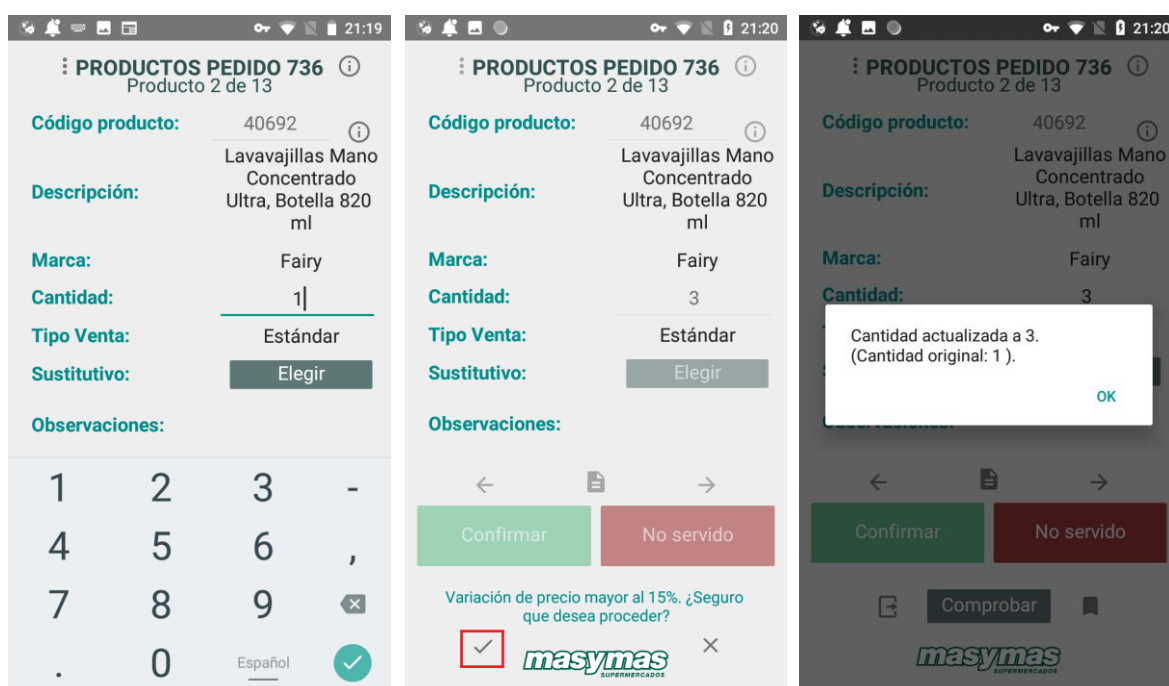 21:19
PRODUCTOS PEDIDO 736
Producto 2 de 13
Código producto: 40692
Descripción: Lavavajillas Mano
Concentrado
Ultra, Botella 820
ml
Marca: Fairy
Cantidad: 1
Tipo Venta: Estándar
Sustitutivo: Elegir
Observaciones:
1 2 3 -
4 5 6 ,
7 8 9
. 0 Español
21:20
PRODUCTOS PEDIDO 736
Producto 2 de 13
Código producto: 40692
Descripción: Lavavajillas Mano
Concentrado
Ultra, Botella 820
ml
Marca: Fairy
Cantidad: 3
Tipo Venta: Estándar
Sustitutivo: Elegir
Observaciones:
Confirmar No servido
Variación de precio mayor al 15%. ¿Seguro
que desea proceder?
masymas
SUPERMERCADOS
21:20
PRODUCTOS PEDIDO 736
Producto 2 de 13
Código producto: 40692
Descripción: Lavavajillas Mano
Concentrado
Ultra, Botella 820
ml
Marca: Fairy
Cantidad: 3
Cantidad actualizada a 3.
(Cantidad original: 1 ).
OK
Confirmar No servido
Comprobar
masymas
SUPERMERCADOS